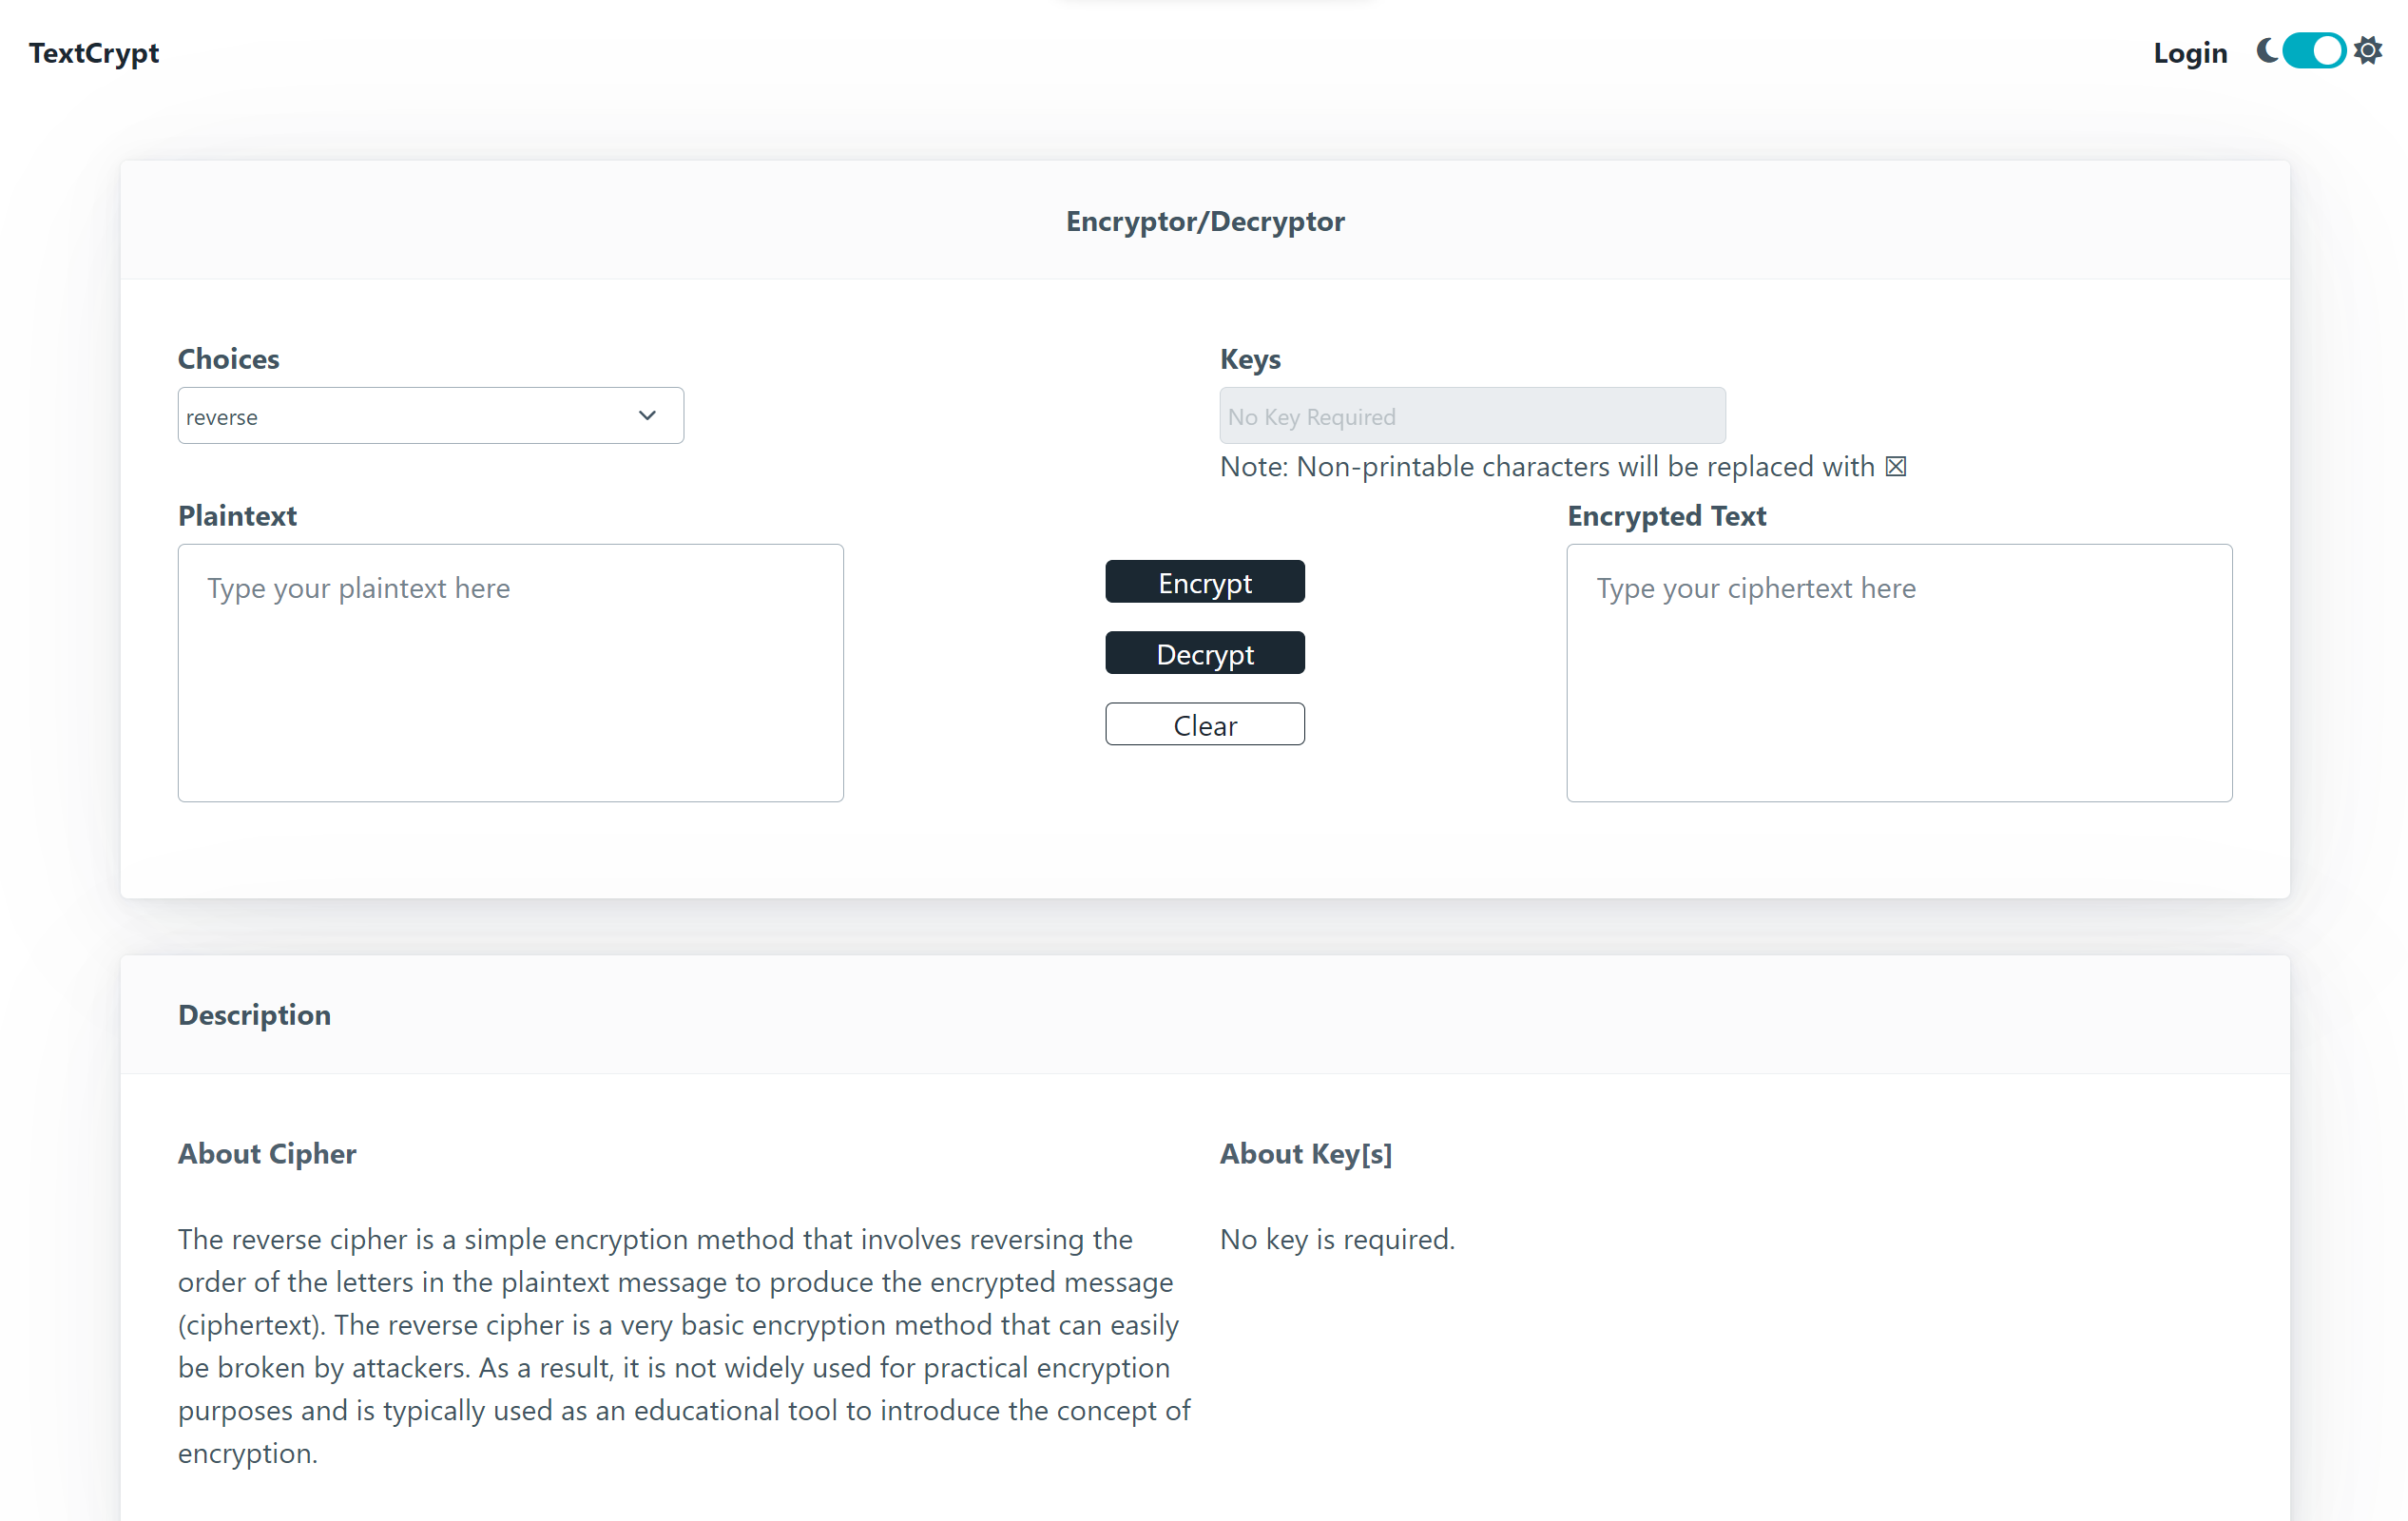 TextCrypt
Login
Encryptor/Decryptor
Choices
Keys
reverse
No Key Required
Note: Non-printable characters will be replaced with ☒
Plaintext
Encrypted Text
Type your plaintext here
Type your ciphertext here
Encrypt
Decrypt
Clear
Description
About Cipher
The reverse cipher is a simple encryption method that involves reversing the
order of the letters in the plaintext message to produce the encrypted message
(ciphertext). The reverse cipher is a very basic encryption method that can easily
be broken by attackers. As a result, it is not widely used for practical encryption
purposes and is typically used as an educational tool to introduce the concept of
encryption.
About Key[s]
No key is required.